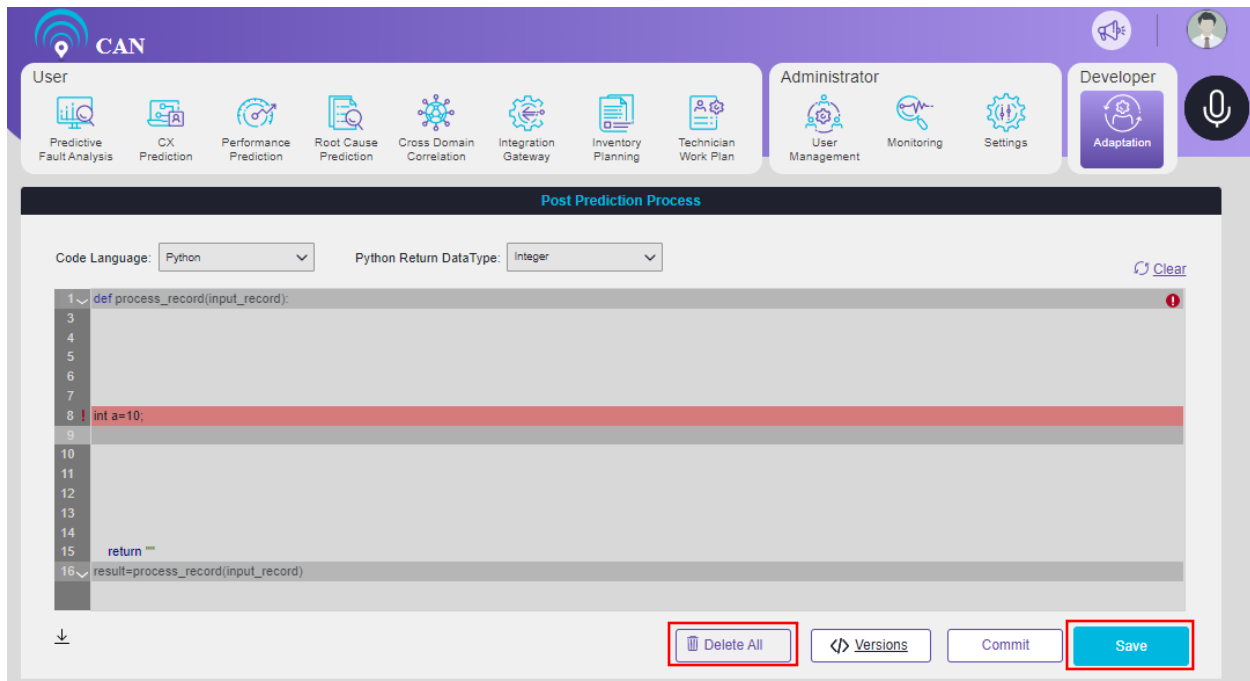 CAN
User
Administrator
Developer
Predictive
Fault Analysis
CX
Prediction
Performance
Prediction
Root Cause
Prediction
Cross Domain
Correlation
Integration
Gateway
Inventory
Planning
Technician
Work Plan
User
Management
Monitoring
Settings
Adaptation
Post Prediction Process
Code Language: Python Python Return DataType: Integer
Clear
1 def process_record(input_record):
3
4
5
6
7
8 ! int a=10;
9
10
11
12
13
14
15 return ""
16 result=process_record(input_record)
Delete All </> Versions Commit Save